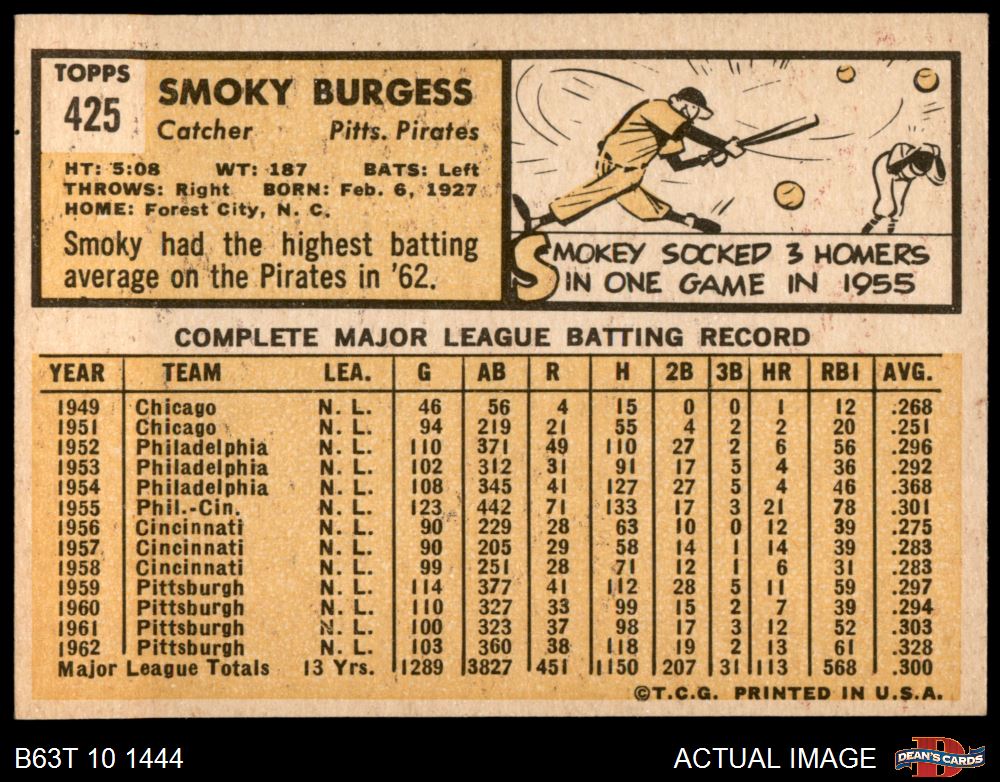 TOPPS
425
SMOKY BURGESS
Catcher Pitts. Pirates
HT: 5:08 WT: 187 BATS: Left
THROWS: Right BORN: Feb. 6, 1927
HOME: Forest City, N. C.
Smoky had the highest batting
average on the Pirates in '62.
SMOKEY SOCKED 3 HOMERS
IN ONE GAME IN 1955
COMPLETE MAJOR LEAGUE BATTING RECORD
YEAR TEAM LEA. G AB R H 2B 3B HR RBI AVG.
1949 Chicago N. L. 46 56 4 15 0 0 1 12 .268
1951 Chicago N. L. 94 219 21 55 4 2 2 20 .251
1952 Philadelphia N. L. 110 371 49 110 27 2 6 56 .296
1953 Philadelphia N. L. 102 312 31 91 17 5 4 36 .292
1954 Philadelphia N. L. 108 345 41 127 27 5 4 46 .368
1955 Phil.-Cin. N. L. 123 442 71 133 17 3 21 78 .301
1956 Cincinnati N. L. 90 229 28 63 10 0 12 39 .275
1957 Cincinnati N. L. 90 205 29 58 14 1 14 39 .283
1958 Cincinnati N. L. 99 251 28 71 12 1 6 31 .283
1959 Pittsburgh N. L. 114 377 41 112 28 5 11 59 .297
1960 Pittsburgh N. L. 110 327 33 99 15 2 7 39 .294
1961 Pittsburgh N. L. 100 323 37 98 17 3 12 52 .303
1962 Pittsburgh N. L. 103 360 38 118 19 2 13 61 .328
Major League Totals 13 Yrs. 1289 3827 451 1150 207 31 113 568 .300
©T.C.G. PRINTED IN U.S.A.
B63T 10 1444 ACTUAL IMAGE D DEAN'S CARDS